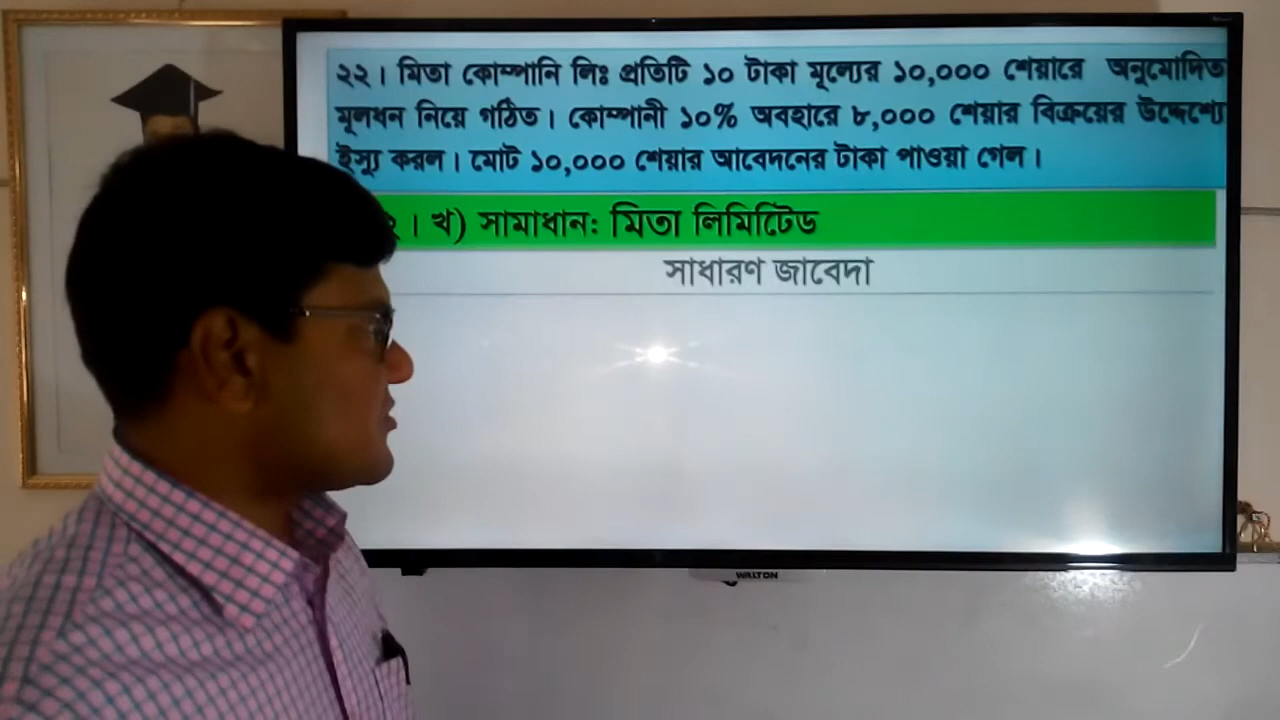 ২২। মিতা কোম্পানি লিঃ প্রতিটি ১০ টাকা মূল্যের ১০,০০০ শেয়ারে অনুমোদিত
মূলধন নিয়ে গঠিত। কোম্পানী ১০% অবহারে ৮,০০০ শেয়ার বিক্রয়ের উদ্দেশ্যে
ইস্যু করল। মোট ১০,০০০ শেয়ার আবেদনের টাকা পাওয়া গেল।
২। খ) সামাধান: মিতা লিমিটেিড
সাধারণ জাবেদা
WALTON